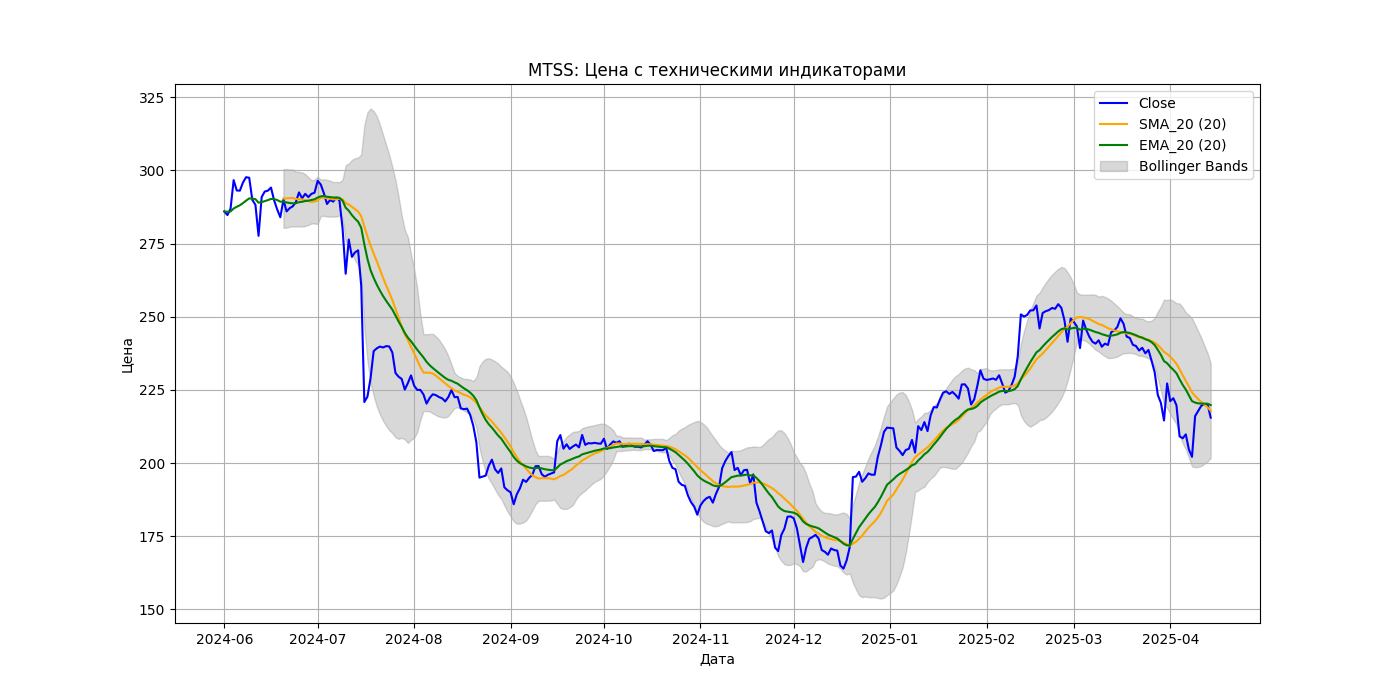 MTSS: Цена с техническими индикаторами
Close
SMA_20 (20)
EMA_20 (20)
Bollinger Bands
Цена
325
300
275
250
225
200
175
150
2024-06 2024-07 2024-08 2024-09 2024-10 2024-11 2024-12 2025-01 2025-02 2025-03 2025-04
Дата